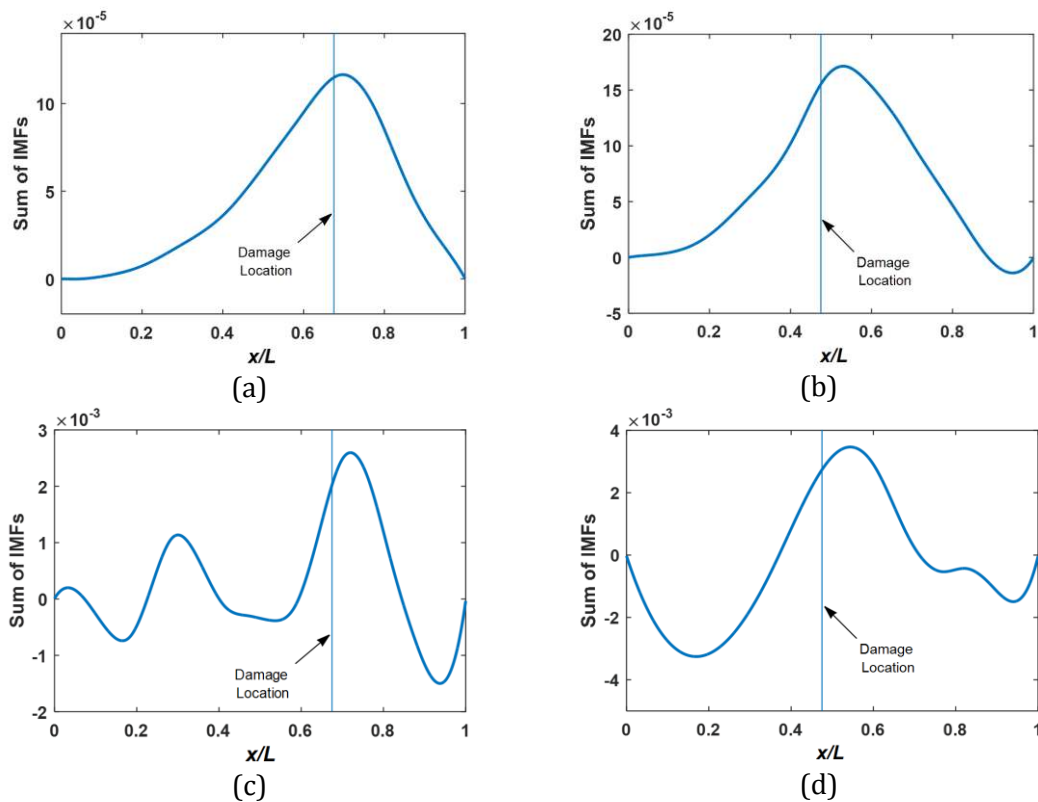 ×10⁻⁵
10
5
0
Sum of IMFs
Damage
Location
0 0.2 0.4 0.6 0.8 1
x/L
(a)
×10⁻⁵
20
15
10
5
0
-5
Sum of IMFs
Damage
Location
0 0.2 0.4 0.6 0.8 1
x/L
(b)
×10⁻³
3
2
1
0
-1
-2
Sum of IMFs
Damage
Location
0 0.2 0.4 0.6 0.8 1
x/L
(c)
×10⁻³
4
2
0
-2
-4
Sum of IMFs
Damage
Location
0 0.2 0.4 0.6 0.8 1
x/L
(d)